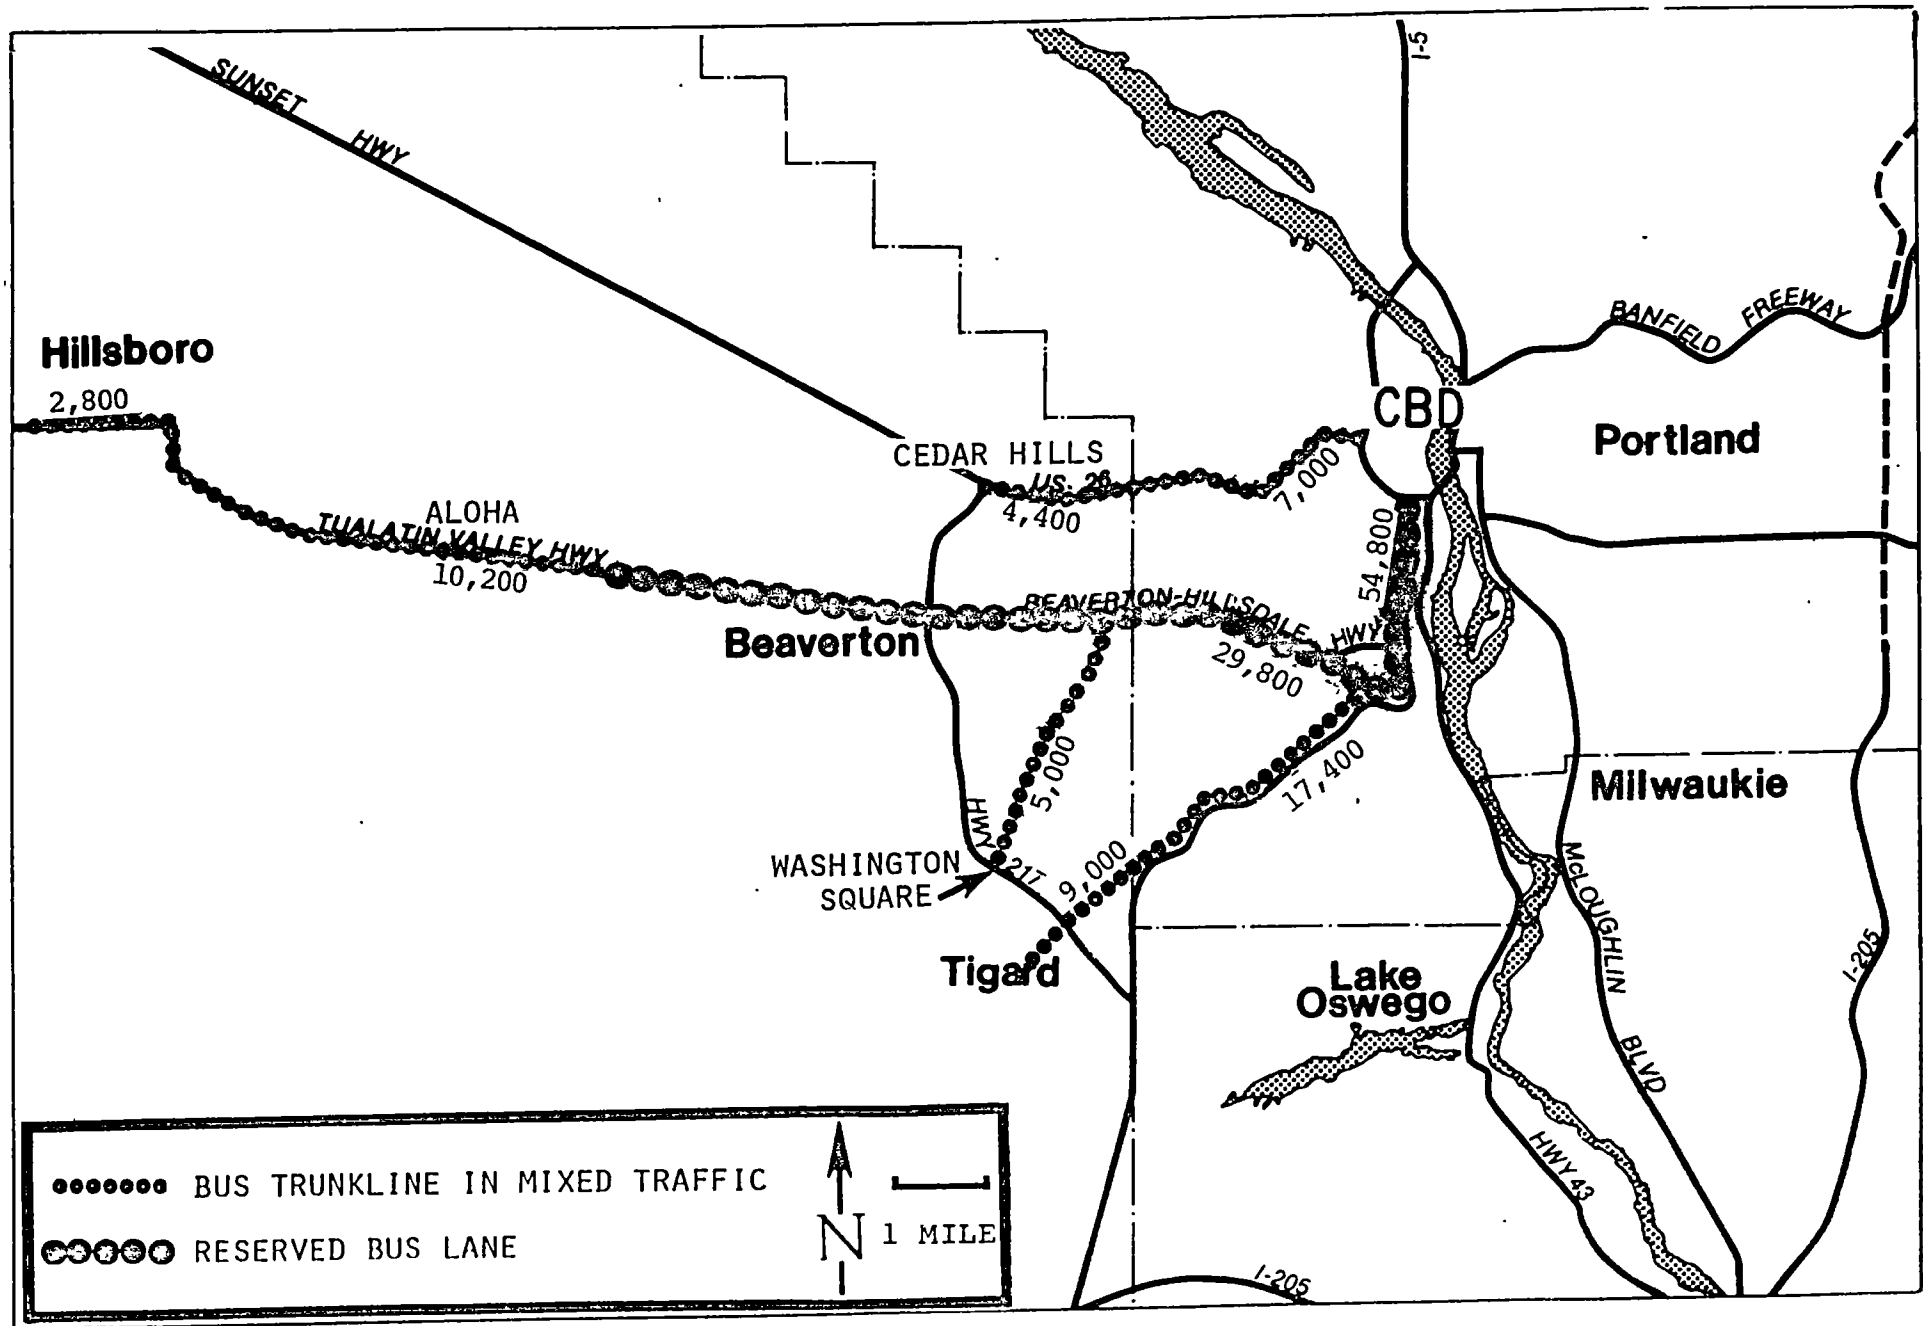 I-5
SUNSET
HWY
BANFIELD FREEWAY
Hillsboro
2,800
CBD
Portland
CEDAR HILLS
US. 26
4,400
7,000
ALOHA
TUALATIN VALLEY HWY
10,200
54,800
BEAVERTON-HILLSDALE HWY
Beaverton
29,800
5,000
17,400
Milwaukie
HWY 217
WASHINGTON
SQUARE
9,000
McLOUGHLIN BLVD
Tigard
Lake
Oswego
I-205
HWY 43
I-205
BUS TRUNKLINE IN MIXED TRAFFIC
RESERVED BUS LANE
N
1 MILE